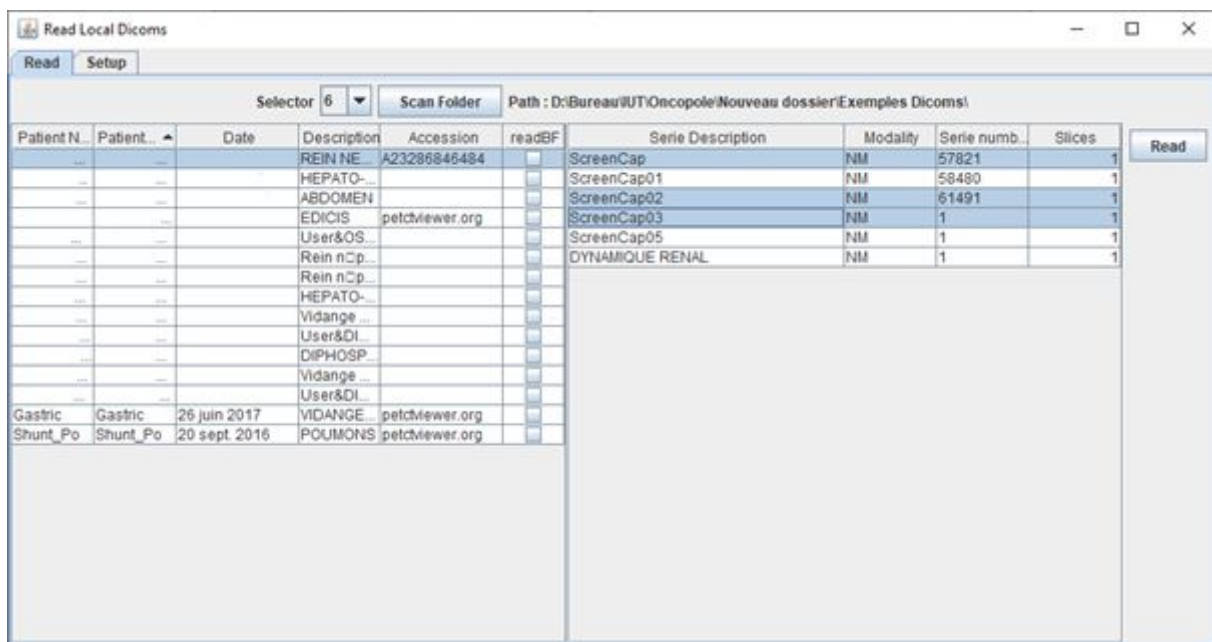 Read Local Dicoms
Read Setup
Selector 6 Scan Folder Path : D:\Bureau\IUT\Oncopole\Nouveau dossier\Exemples Dicoms\
Patient N... Patient... Date Description Accession readBF Serie Description Modality Serie numb... Slices Read
... ... REIN NE... A23286846484 ScreenCap NM 57821 1
... ... HEPATO-... ScreenCap01 NM 58480 1
... ... ABDOMEN ScreenCap02 NM 61491 1
... EDICIS petctviewer.org ScreenCap03 NM 1 1
... ... User&OS... ScreenCap05 NM 1 1
... ... Rein n□p... DYNAMIQUE RENAL NM 1 1
... ... Rein n□p...
... ... HEPATO-...
... ... Vidange ...
... ... User&DI...
... ... DIPHOSP...
... ... Vidange ...
... ... User&DI...
Gastric Gastric 26 juin 2017 VIDANGE... petctviewer.org
Shunt_Po Shunt_Po 20 sept. 2016 POUMONS petctviewer.org